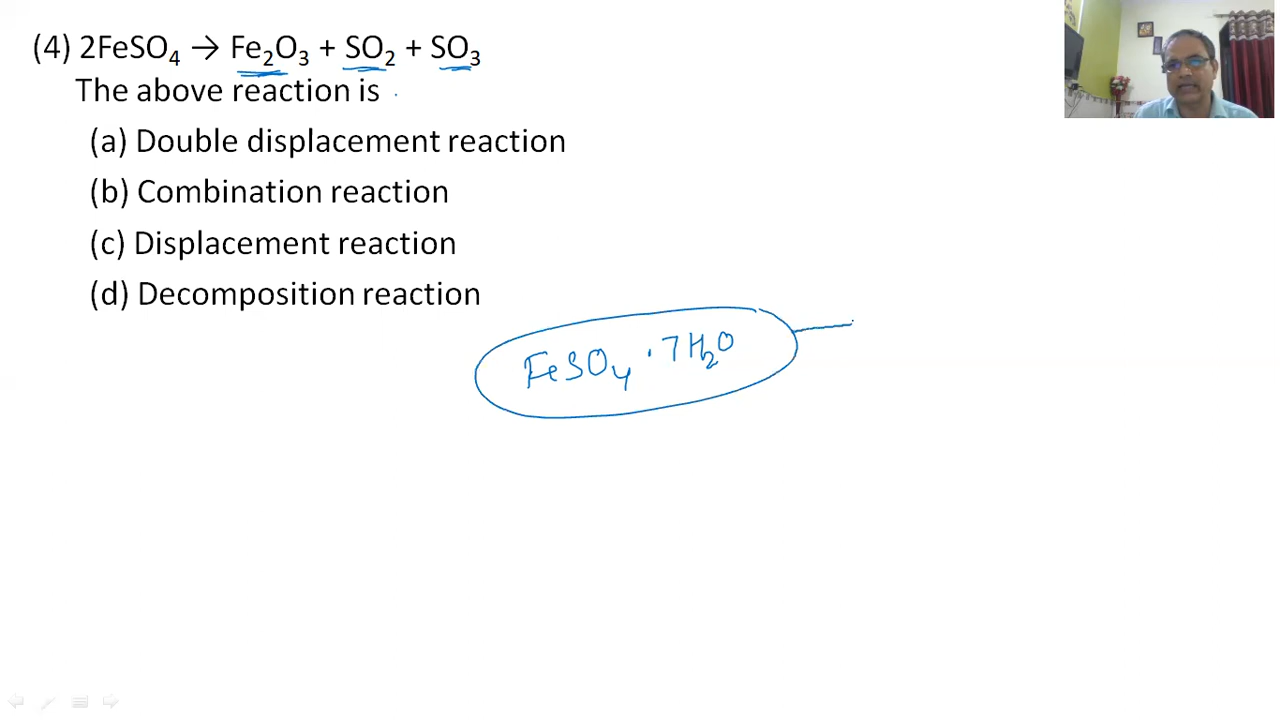 (4) 2FeSO₄ → Fe₂O₃ + SO₂ + SO₃
The above reaction is
(a) Double displacement reaction
(b) Combination reaction
(c) Displacement reaction
(d) Decomposition reaction
FeSO₄ · 7H₂O